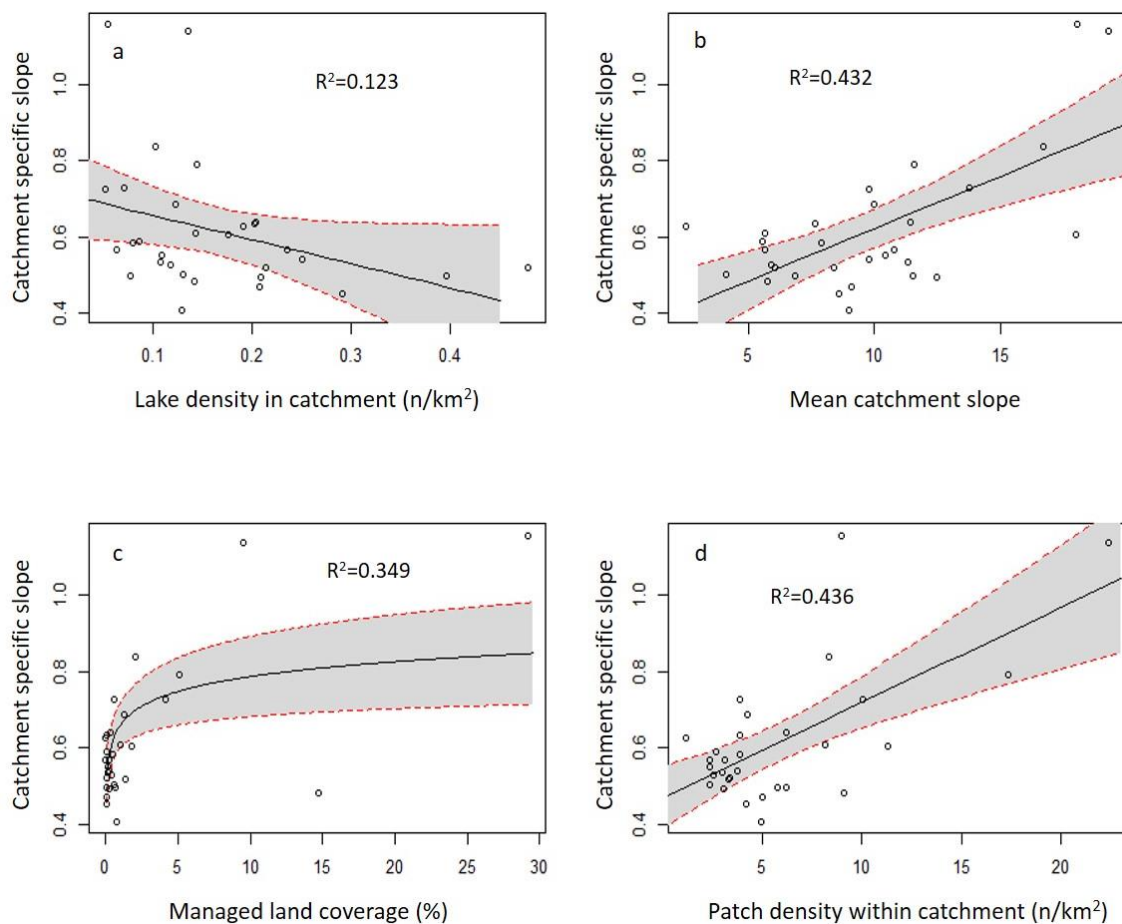 a
R²=0.123
Catchment specific slope
0.4 0.6 0.8 1.0
0.1 0.2 0.3 0.4
Lake density in catchment (n/km²)
b
R²=0.432
Catchment specific slope
0.4 0.6 0.8 1.0
5 10 15
Mean catchment slope
c
R²=0.349
Catchment specific slope
0.4 0.6 0.8 1.0
0 5 10 15 20 25 30
Managed land coverage (%)
d
R²=0.436
Catchment specific slope
0.4 0.6 0.8 1.0
5 10 15 20
Patch density within catchment (n/km²)